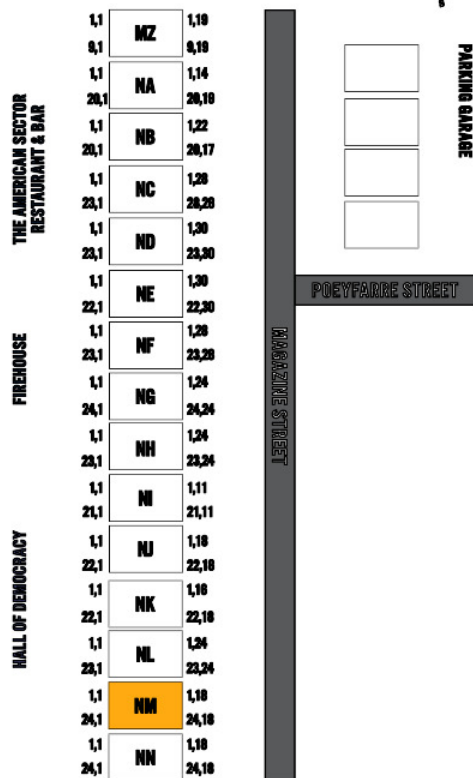 1,1 MZ 1,19
9,1 9,19
1,1 NA 1,14
20,1 20,19
1,1 NB 1,22
20,1 20,17
1,1 NC 1,28
23,1 28,28
1,1 ND 1,30
23,1 23,30
1,1 NE 1,30
22,1 22,30
1,1 NF 1,28
23,1 23,28
1,1 NG 1,24
24,1 24,24
1,1 NH 1,24
23,1 23,24
1,1 NI 1,11
21,1 21,11
1,1 NJ 1,18
22,1 22,18
1,1 NK 1,16
22,1 22,18
1,1 NL 1,24
23,1 23,24
1,1 NM 1,18
24,1 24,18
1,1 NN 1,18
24,1 24,18
THE AMERICAN SECTOR
RESTAURANT & BAR
FIREHOUSE
HALL OF DEMOCRACY
MAGAZINE STREET
POEYFARRE STREET
PARKING GARAGE